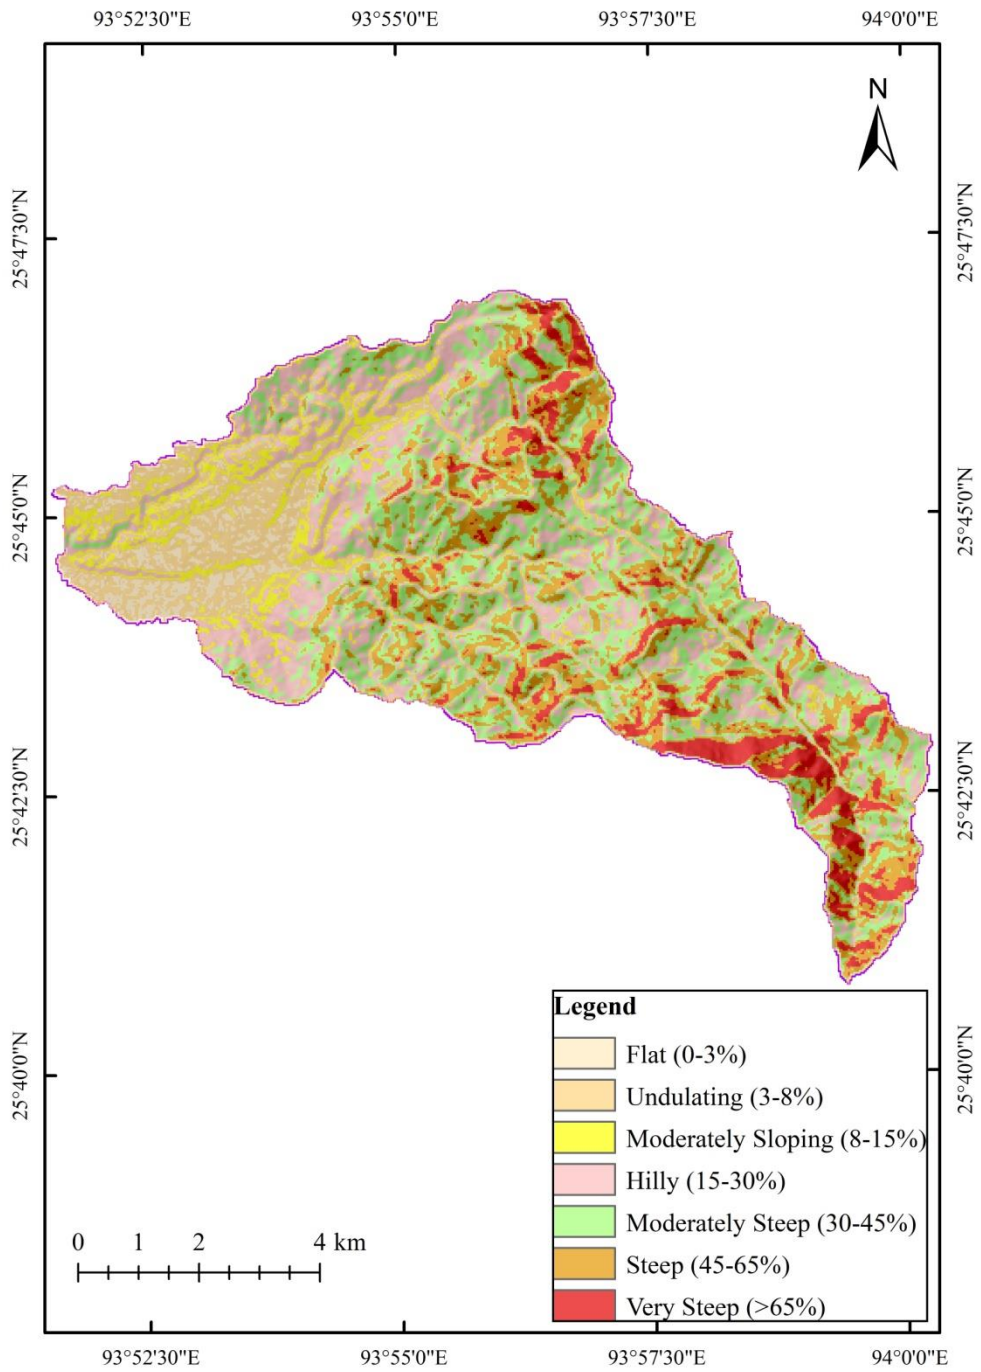 93°52'30"E 93°55'0"E 93°57'30"E 94°0'0"E
N
25°47'30"N 25°47'30"N
25°45'0"N 25°45'0"N
25°42'30"N 25°42'30"N
25°40'0"N 25°40'0"N
Legend
Flat (0-3%)
Undulating (3-8%)
Moderately Sloping (8-15%)
Hilly (15-30%)
Moderately Steep (30-45%)
Steep (45-65%)
Very Steep (>65%)
0 1 2 4 km
93°52'30"E 93°55'0"E 93°57'30"E 94°0'0"E